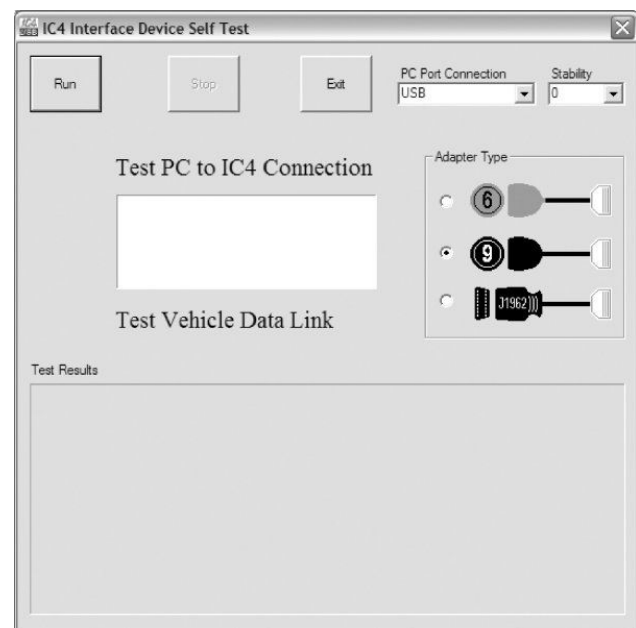 IC4 Interface Device Self Test
Run
Stop
Exit
PC Port Connection
USB
Stability
0
Test PC to IC4 Connection
Test Vehicle Data Link
Adapter Type
6
9
J1962
Test Results